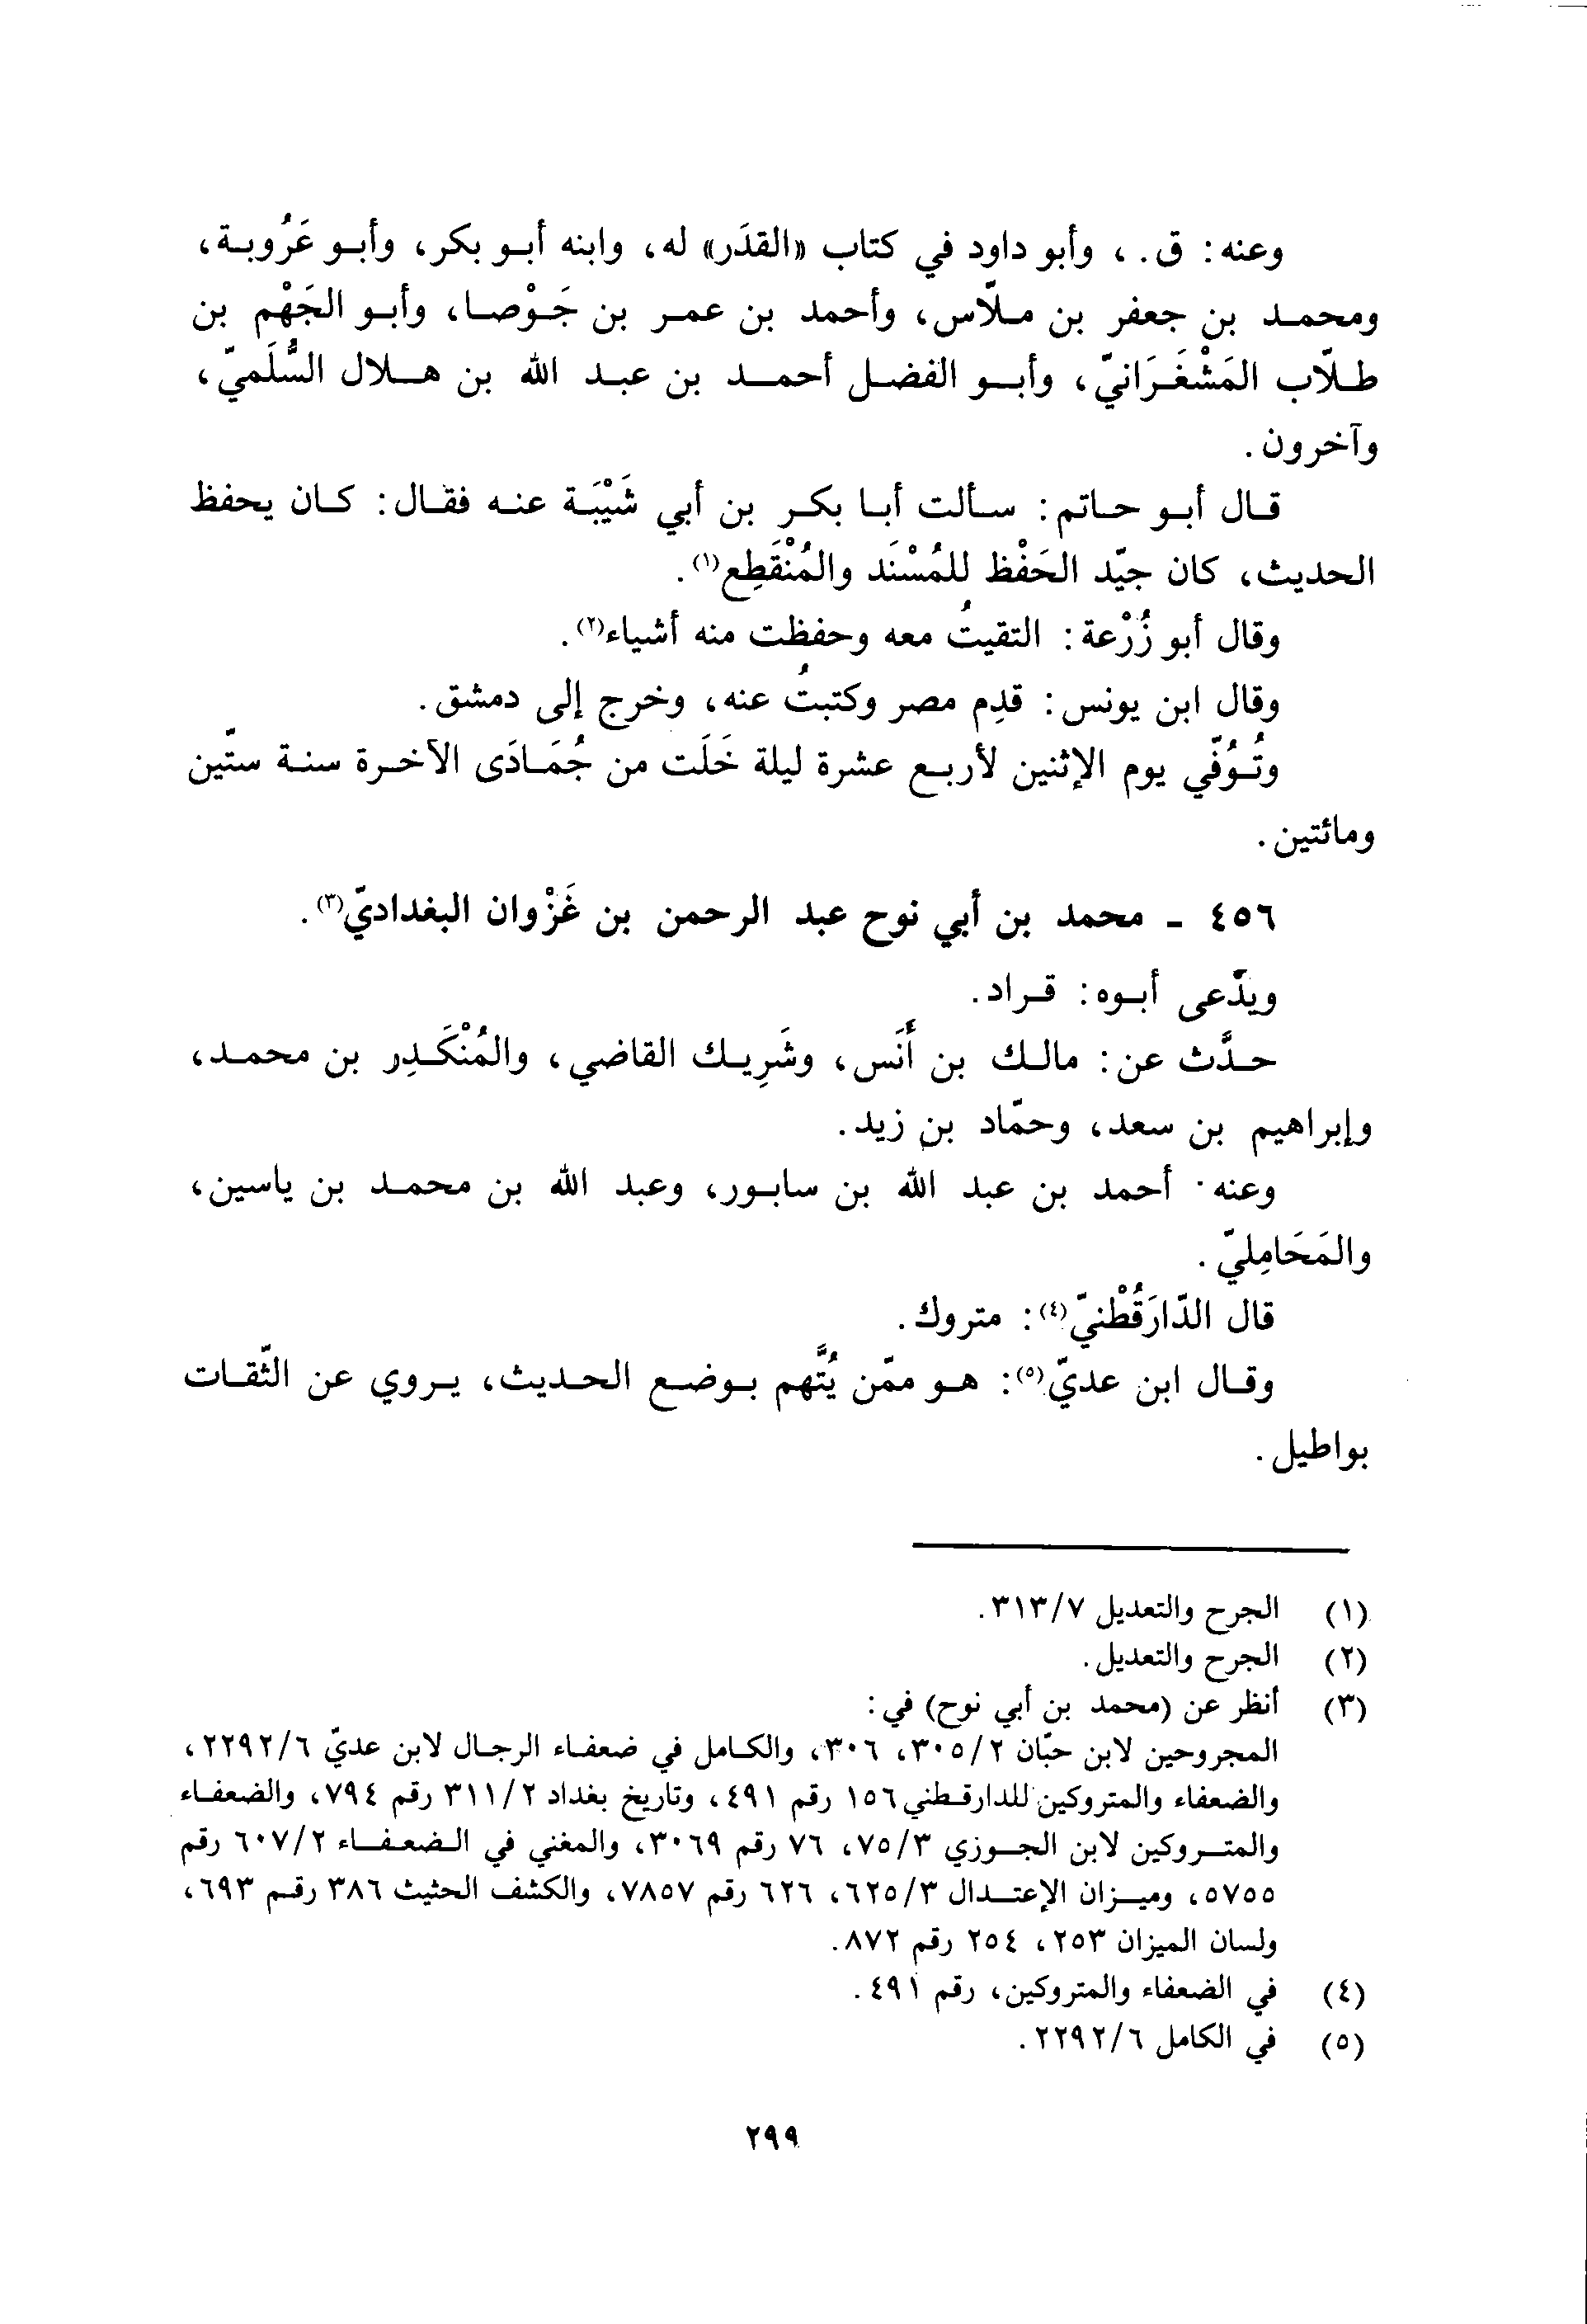 وعنه: ق.، وأبو داود في كتاب «القدَر» له، وابنه أبو بكر، وأبو عَرُوبة،
ومحمد بن جعفر بن ملّاس، وأحمد بن عمر بن جَوْصا، وأبو الجَهْم بن
طلّاب المَشْغَرَانيّ، وأبو الفضل أحمد بن عبد الله بن هلال السُّلَميّ،
وآخرون.
قال أبو حاتم: سألت أبا بكر بن أبي شَيْبَة عنه فقال: كان يحفظ
الحديث، كان جيّد الحَفْظ للمُسْنَد والمُنْقَطِع(١).
وقال أبو زُرْعة: التقيتُ معه وحفظت منه أشياء(٢).
وقال ابن يونس: قدِم مصر وكتبتُ عنه، وخرج إلى دمشق.
وتُوُفّي يوم الإثنين لأربع عشرة ليلة خَلَت من جُمَادَى الآخرة سنة ستّين
ومائتين.
٤٥٦ - محمد بن أبي نوح عبد الرحمن بن غَزْوان البغداديّ(٣).
ويدّعى أبوه: قراد.
حدَّث عن: مالك بن أَنَس، وشَرِيك القاضي، والمُنْكَدِر بن محمد،
وإبراهيم بن سعد، وحمّاد بن زيد.
وعنه · أحمد بن عبد الله بن سابور، وعبد الله بن محمد بن ياسين،
والمَحَامِليّ.
قال الدّارَقُطْنيّ(٤): متروك.
وقال ابن عديّ(٥): هو ممّن يُتَّهم بوضع الحديث، يروي عن الثّقات
بواطيل.
(١) الجرح والتعديل ٣١٣/٧.
(٢) الجرح والتعديل.
(٣) أنظر عن (محمد بن أبي نوح) في:
المجروحين لابن حبّان ٣٠٥/٢، ٣٠٦، والكامل في ضعفاء الرجال لابن عديّ ٢٢٩٢/٦،
والضعفاء والمتروكين للدارقطني ١٥٦ رقم ٤٩١، وتاريخ بغداد ٣١١/٢ رقم ٧٩٤، والضعفاء
والمتروكين لابن الجوزي ٧٥/٣، ٧٦ رقم ٣٠٦٩، والمغني في الضعفاء ٦٠٧/٢ رقم
٥٧٥٥، وميزان الإعتدال ٦٢٥/٣، ٦٢٦ رقم ٧٨٥٧، والكشف الحثيث ٣٨٦ رقم ٦٩٣،
ولسان الميزان ٢٥٣، ٢٥٤ رقم ٨٧٢.
(٤) في الضعفاء والمتروكين، رقم ٤٩١.
(٥) في الكامل ٢٢٩٢/٦.
٢٩٩